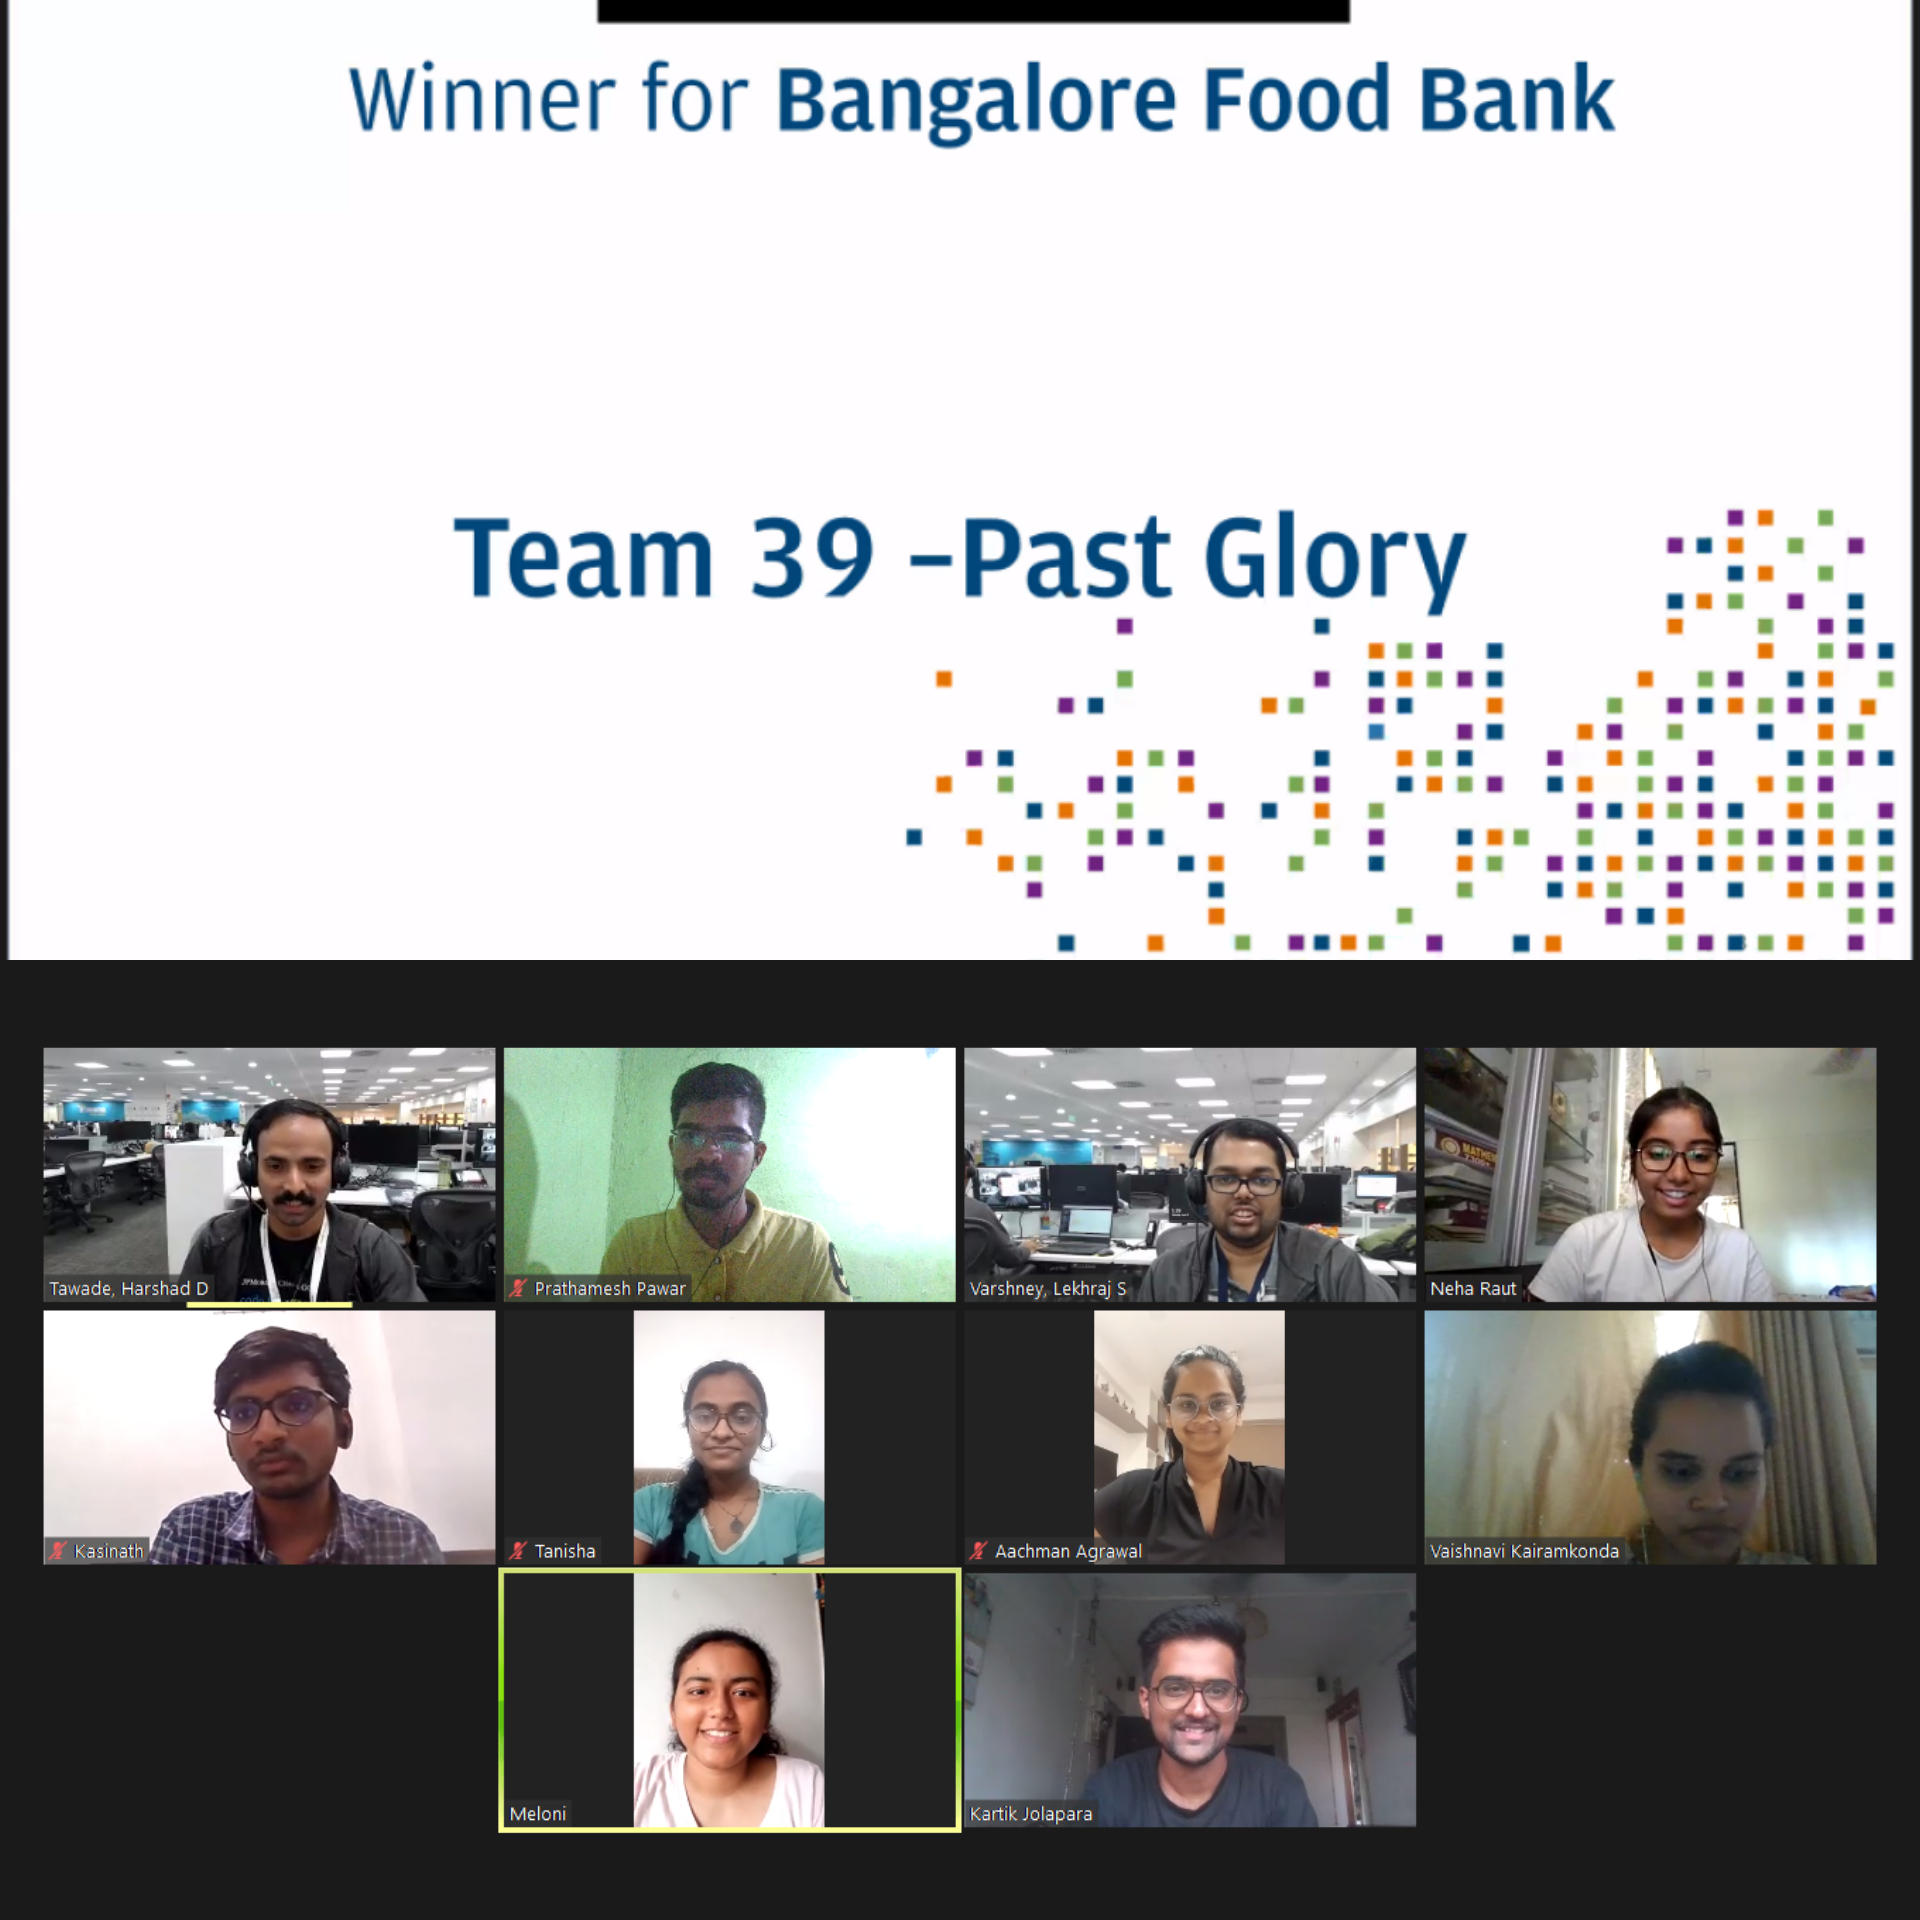 Winner for Bangalore Food Bank
Team 39 –Past Glory
Tawade, Harshad D
Prathamesh Pawar
Varshney, Lekhraj S
Neha Raut
Kasinath
Tanisha
Aachman Agrawal
Vaishnavi Kairamkonda
Meloni
Kartik Jolapara